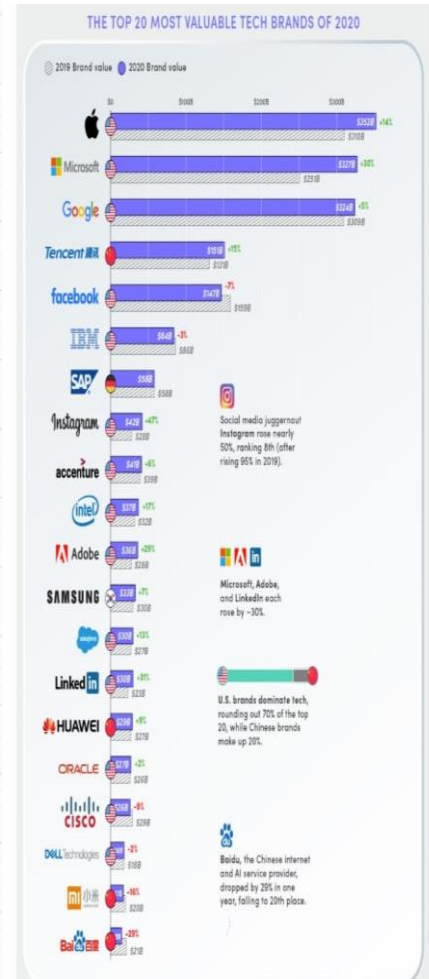 THE TOP 20 MOST VALUABLE TECH BRANDS OF 2020
2019 Brand value 2020 Brand value
$0 $100B $200B $300B
$352B +14%
$310B
Microsoft $327B +30%
$251B
Google $324B +5%
$309B
Tencent 腾讯 $151B +15%
$131B
facebook $147B -7%
$159B
IBM $84B -3%
$86B
SAP $58B
$58B
Instagram $42B +47%
$28B
accenture $41B +6%
$39B
intel $37B +17%
$32B
Adobe $36B +29%
$28B
SAMSUNG $33B +7%
$30B
salesforce $30B +13%
$27B
Linked in $30B +31%
$23B
HUAWEI $29B +9%
$27B
ORACLE $27B +2%
$26B
CISCO $26B -9%
$29B
DELL Technologies -2%
$18B
mi 小米 -16%
$20B
Bai 百度 -29%
$21B
Social media juggernaut
Instagram rose nearly
50%, ranking 8th (after
rising 95% in 2019).
Microsoft, Adobe,
and LinkedIn each
rose by ~30%.
U.S. brands dominate tech,
rounding out 70% of the top
20, while Chinese brands
make up 20%.
Baidu, the Chinese internet
and AI service provider,
dropped by 29% in one
year, falling to 20th place.